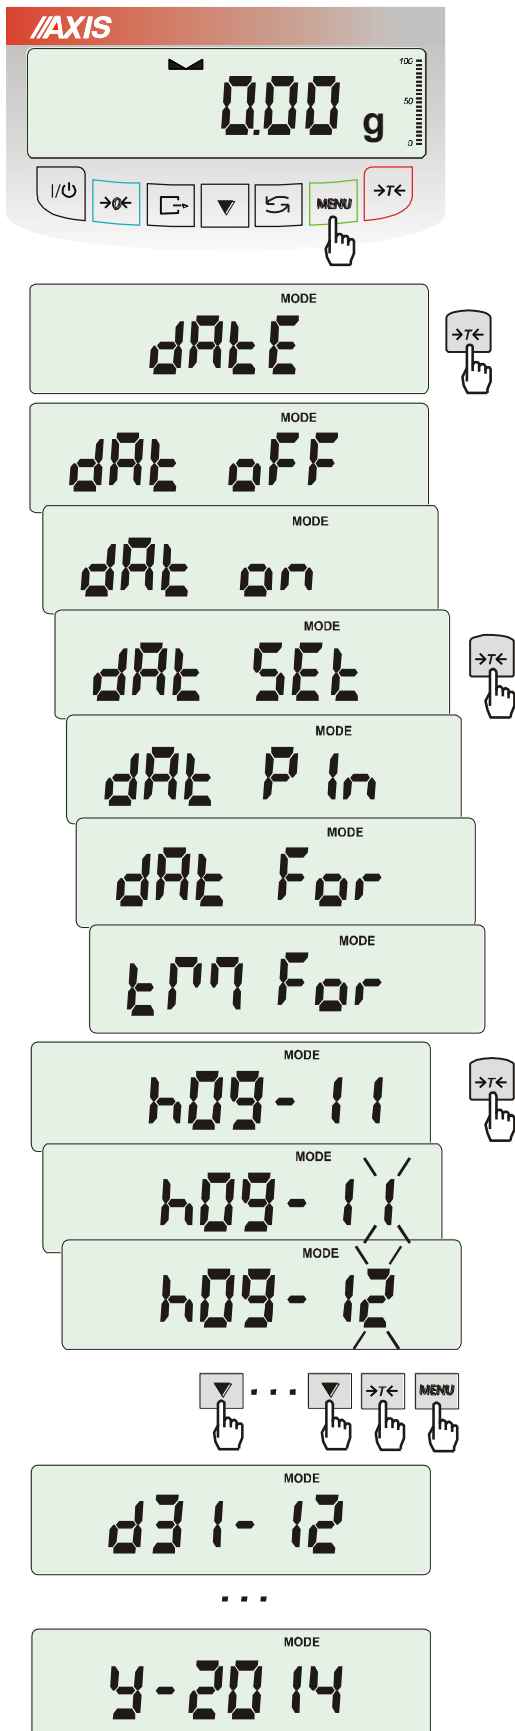 AXIS
100
50
0
0.00 g
I/⏻ →0← MENU →T←
MODE
dAtE
→T←
MODE
dAt oFF
MODE
dAt on
MODE
dAt SEt
→T←
MODE
dAt PIn
MODE
dAt For
MODE
tM For
MODE
h09-11
→T←
MODE
h09-11
MODE
h09-12
▼ ... ▼ →T← MENU
MODE
d31-12
...
MODE
y-2014